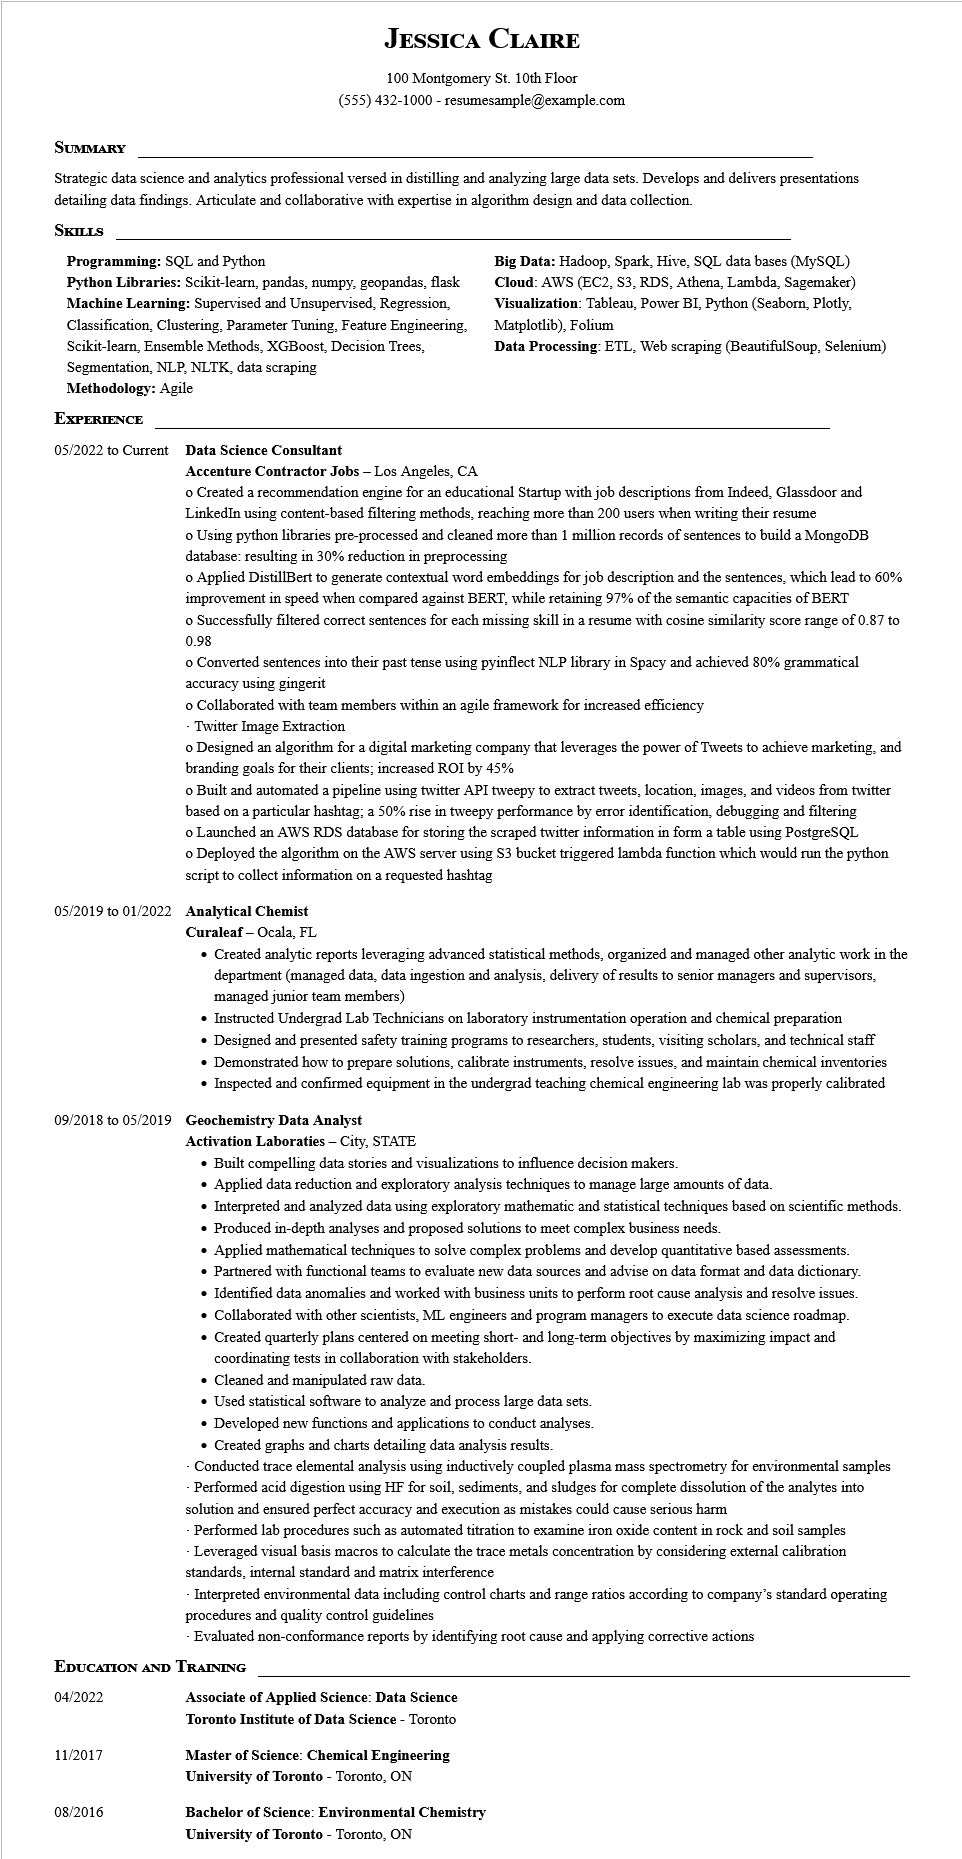 Jessica Claire
100 Montgomery St. 10th Floor
(555) 432-1000 - resumesample@example.com
Summary
Strategic data science and analytics professional versed in distilling and analyzing large data sets. Develops and delivers presentations
detailing data findings. Articulate and collaborative with expertise in algorithm design and data collection.
Skills
Programming: SQL and Python
Python Libraries: Scikit-learn, pandas, numpy, geopandas, flask
Machine Learning: Supervised and Unsupervised, Regression,
Classification, Clustering, Parameter Tuning, Feature Engineering,
Scikit-learn, Ensemble Methods, XGBoost, Decision Trees,
Segmentation, NLP, NLTK, data scraping
Methodology: Agile
Big Data: Hadoop, Spark, Hive, SQL data bases (MySQL)
Cloud: AWS (EC2, S3, RDS, Athena, Lambda, Sagemaker)
Visualization: Tableau, Power BI, Python (Seaborn, Plotly,
Matplotlib), Folium
Data Processing: ETL, Web scraping (BeautifulSoup, Selenium)
Experience
05/2022 to Current Data Science Consultant
Accenture Contractor Jobs – Los Angeles, CA
o Created a recommendation engine for an educational Startup with job descriptions from Indeed, Glassdoor and
LinkedIn using content-based filtering methods, reaching more than 200 users when writing their resume
o Using python libraries pre-processed and cleaned more than 1 million records of sentences to build a MongoDB
database: resulting in 30% reduction in preprocessing
o Applied DistillBert to generate contextual word embeddings for job description and the sentences, which lead to 60%
improvement in speed when compared against BERT, while retaining 97% of the semantic capacities of BERT
o Successfully filtered correct sentences for each missing skill in a resume with cosine similarity score range of 0.87 to
0.98
o Converted sentences into their past tense using pyinflect NLP library in Spacy and achieved 80% grammatical
accuracy using gingerit
o Collaborated with team members within an agile framework for increased efficiency
· Twitter Image Extraction
o Designed an algorithm for a digital marketing company that leverages the power of Tweets to achieve marketing, and
branding goals for their clients; increased ROI by 45%
o Built and automated a pipeline using twitter API tweepy to extract tweets, location, images, and videos from twitter
based on a particular hashtag; a 50% rise in tweepy performance by error identification, debugging and filtering
o Launched an AWS RDS database for storing the scraped twitter information in form a table using PostgreSQL
o Deployed the algorithm on the AWS server using S3 bucket triggered lambda function which would run the python
script to collect information on a requested hashtag
05/2019 to 01/2022 Analytical Chemist
Curaleaf – Ocala, FL
• Created analytic reports leveraging advanced statistical methods, organized and managed other analytic work in the
department (managed data, data ingestion and analysis, delivery of results to senior managers and supervisors,
managed junior team members)
• Instructed Undergrad Lab Technicians on laboratory instrumentation operation and chemical preparation
• Designed and presented safety training programs to researchers, students, visiting scholars, and technical staff
• Demonstrated how to prepare solutions, calibrate instruments, resolve issues, and maintain chemical inventories
• Inspected and confirmed equipment in the undergrad teaching chemical engineering lab was properly calibrated
09/2018 to 05/2019 Geochemistry Data Analyst
Activation Laboraties – City, STATE
• Built compelling data stories and visualizations to influence decision makers.
• Applied data reduction and exploratory analysis techniques to manage large amounts of data.
• Interpreted and analyzed data using exploratory mathematic and statistical techniques based on scientific methods.
• Produced in-depth analyses and proposed solutions to meet complex business needs.
• Applied mathematical techniques to solve complex problems and develop quantitative based assessments.
• Partnered with functional teams to evaluate new data sources and advise on data format and data dictionary.
• Identified data anomalies and worked with business units to perform root cause analysis and resolve issues.
• Collaborated with other scientists, ML engineers and program managers to execute data science roadmap.
• Created quarterly plans centered on meeting short- and long-term objectives by maximizing impact and
coordinating tests in collaboration with stakeholders.
• Cleaned and manipulated raw data.
• Used statistical software to analyze and process large data sets.
• Developed new functions and applications to conduct analyses.
• Created graphs and charts detailing data analysis results.
· Conducted trace elemental analysis using inductively coupled plasma mass spectrometry for environmental samples
· Performed acid digestion using HF for soil, sediments, and sludges for complete dissolution of the analytes into
solution and ensured perfect accuracy and execution as mistakes could cause serious harm
· Performed lab procedures such as automated titration to examine iron oxide content in rock and soil samples
· Leveraged visual basis macros to calculate the trace metals concentration by considering external calibration
standards, internal standard and matrix interference
· Interpreted environmental data including control charts and range ratios according to company’s standard operating
procedures and quality control guidelines
· Evaluated non-conformance reports by identifying root cause and applying corrective actions
Education and Training
04/2022 Associate of Applied Science: Data Science
Toronto Institute of Data Science - Toronto
11/2017 Master of Science: Chemical Engineering
University of Toronto - Toronto, ON
08/2016 Bachelor of Science: Environmental Chemistry
University of Toronto - Toronto, ON